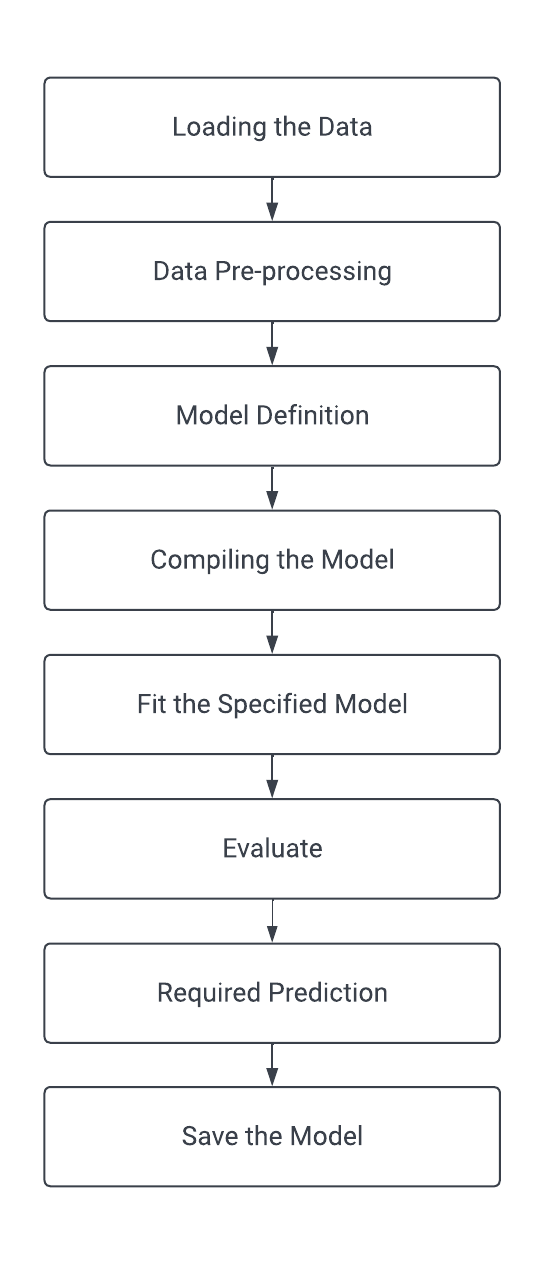 Loading the Data
Data Pre-processing
Model Definition
Compiling the Model
Fit the Specified Model
Evaluate
Required Prediction
Save the Model